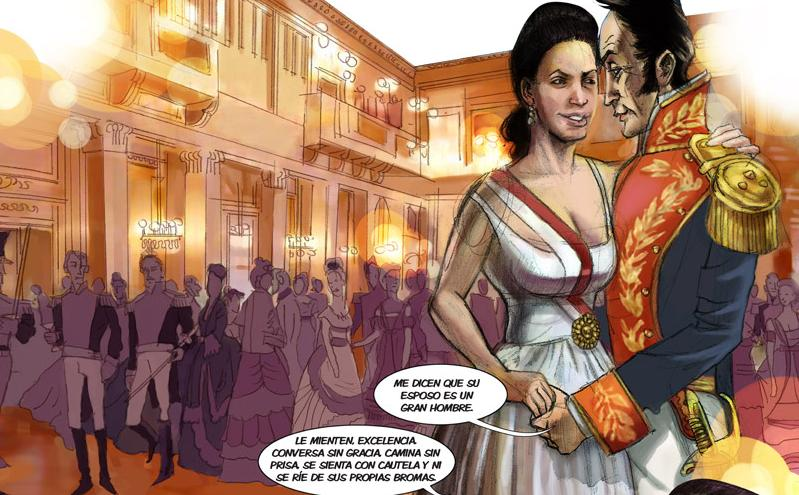 ME DICEN QUE SU
ESPOSO ES UN
GRAN HOMBRE.
LE MIENTEN, EXCELENCIA.
CONVERSA SIN GRACIA. CAMINA SIN
PRISA. SE SIENTA CON CAUTELA Y NI
SE RÍE DE SUS PROPIAS BROMAS.